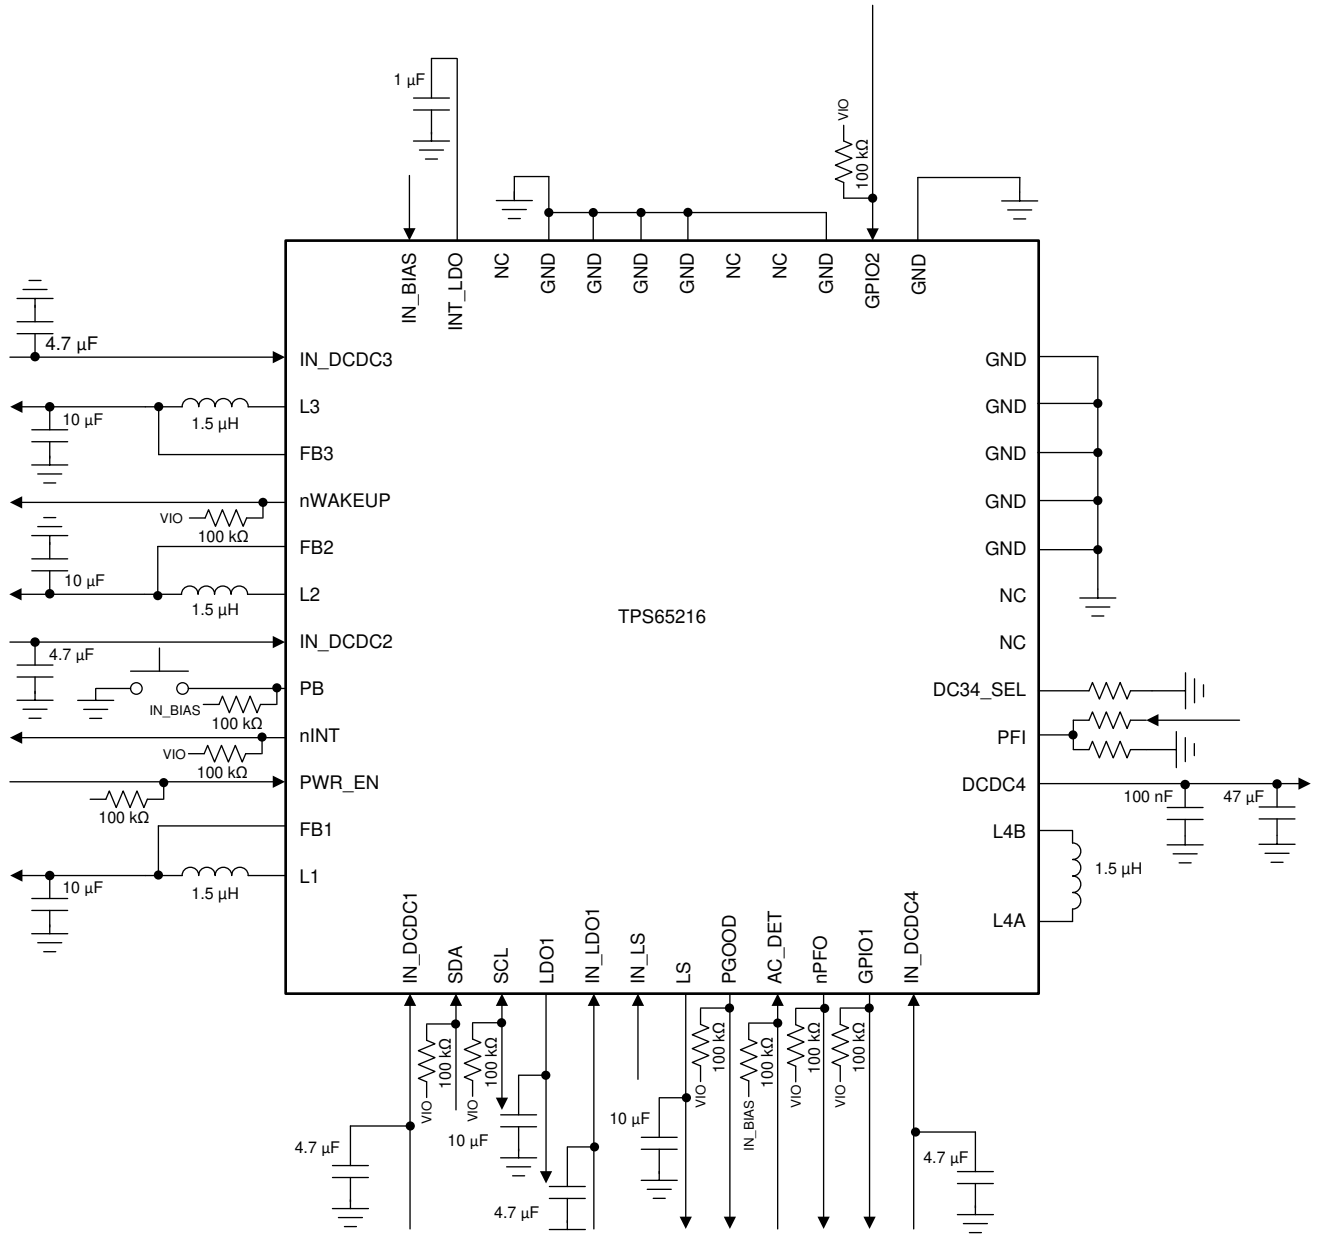 1 µF
VIO
100 kΩ
IN_BIAS
INT_LDO
NC
GND
GND
GND
GND
NC
NC
GND
GPIO2
GND
4.7 µF
IN_DCDC3
10 µF
1.5 µH
L3
FB3
nWAKEUP
VIO
100 kΩ
FB2
10 µF
1.5 µH
L2
4.7 µF
IN_DCDC2
PB
IN_BIAS
100 kΩ
nINT
VIO
100 kΩ
PWR_EN
100 kΩ
FB1
10 µF
1.5 µH
L1
TPS65216
GND
GND
GND
GND
GND
NC
NC
DC34_SEL
PFI
DCDC4
100 nF
47 µF
L4B
1.5 µH
L4A
IN_DCDC1
SDA
SCL
LDO1
IN_LDO1
IN_LS
LS
PGOOD
AC_DET
nPFO
GPIO1
IN_DCDC4
4.7 µF
VIO
100 kΩ
VIO
100 kΩ
10 µF
4.7 µF
10 µF
VIO
100 kΩ
IN_BIAS
100 kΩ
VIO
100 kΩ
VIO
100 kΩ
4.7 µF